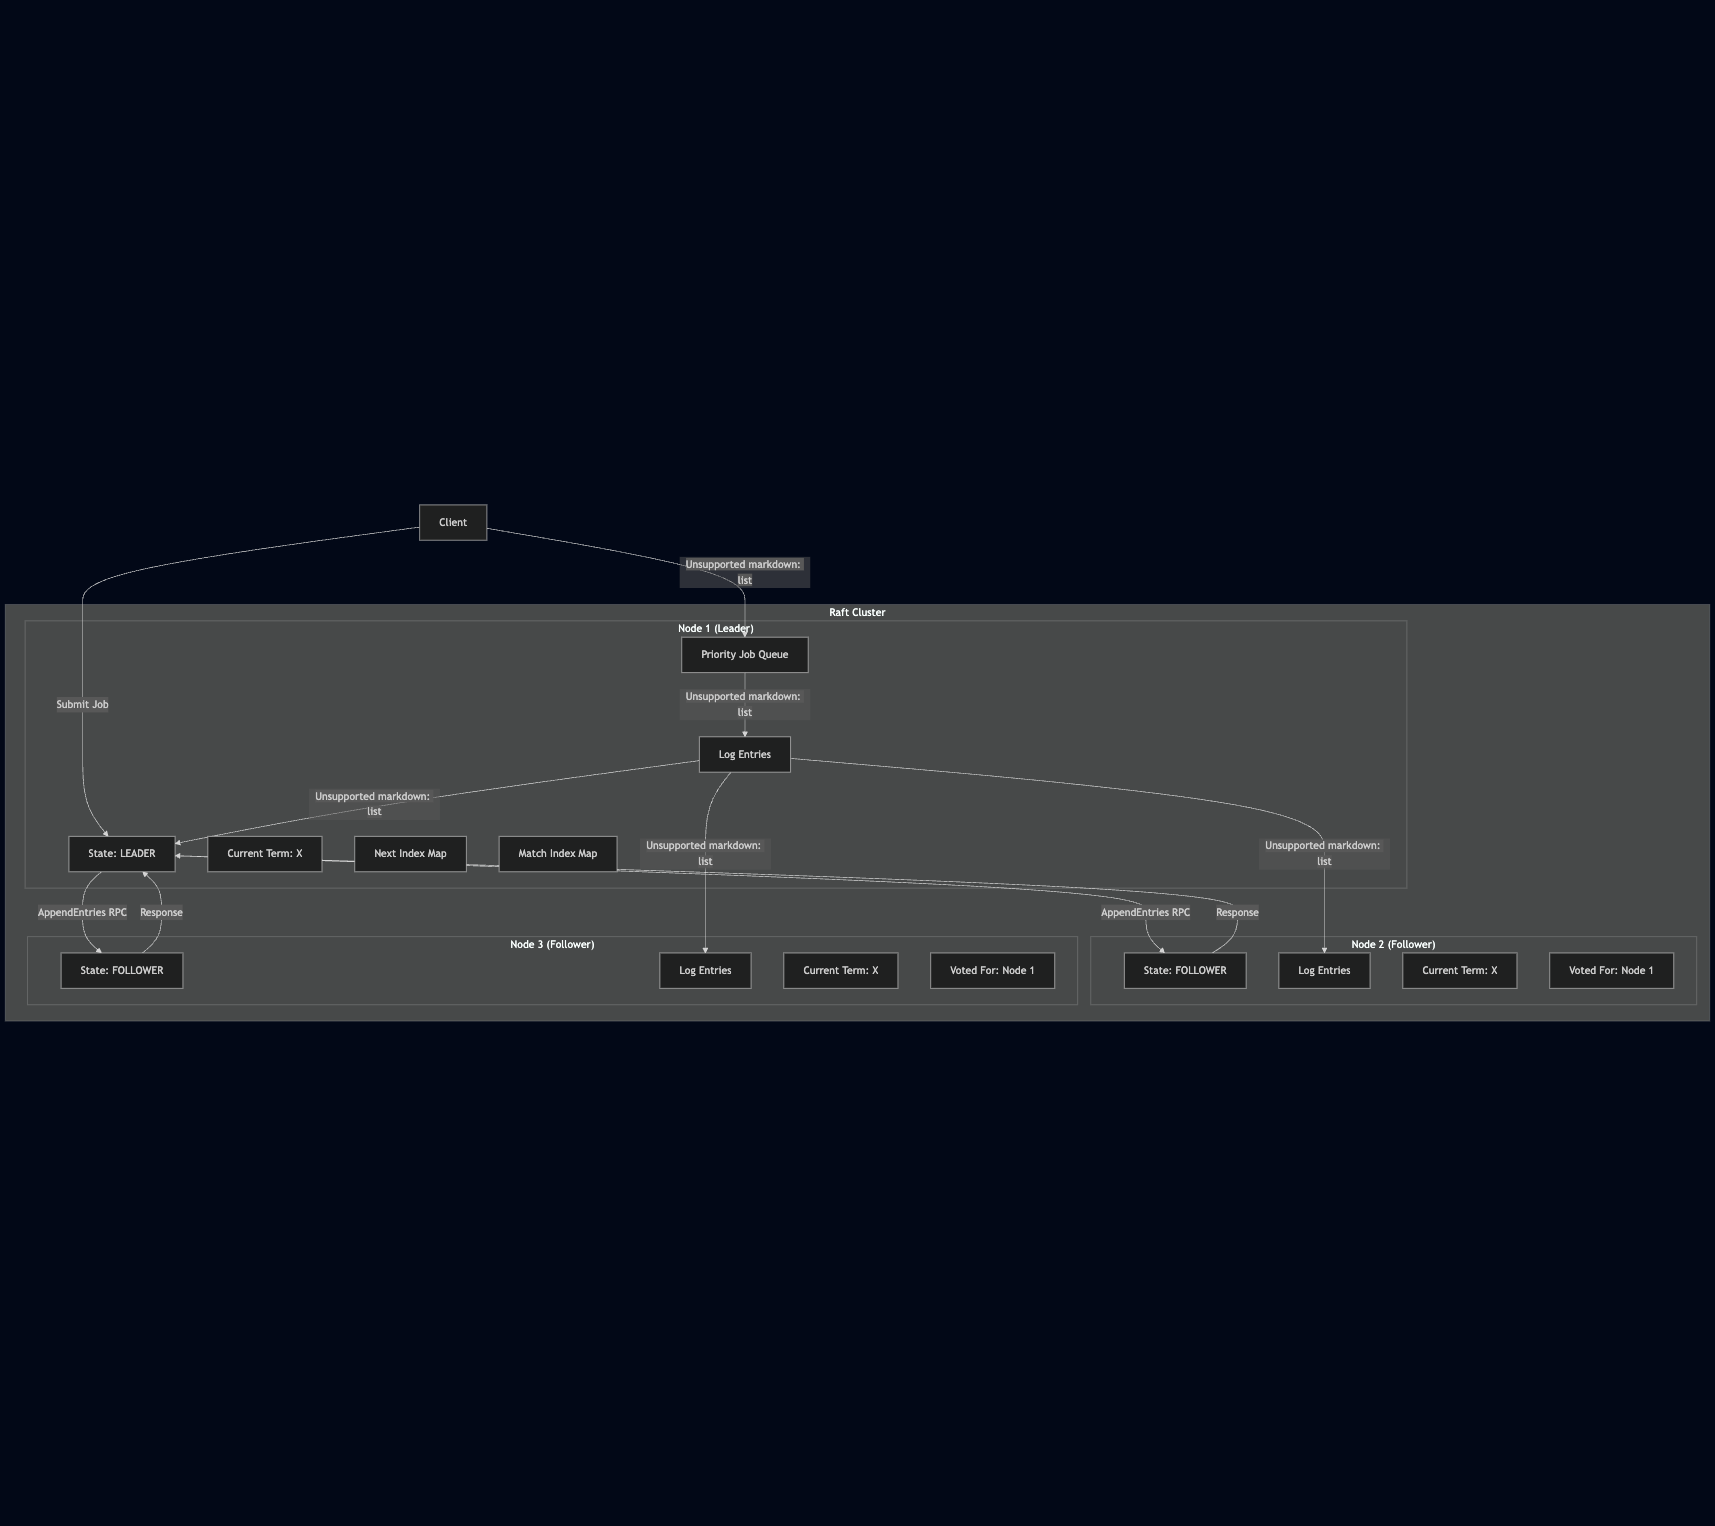 Client
Unsupported markdown:
list
Raft Cluster
Node 1 (Leader)
Priority Job Queue
Unsupported markdown:
list
Submit Job
Log Entries
Unsupported markdown:
list
State: LEADER
Current Term: X
Next Index Map
Match Index Map
Unsupported markdown:
list
Unsupported markdown:
list
AppendEntries RPC
Response
AppendEntries RPC
Response
Node 3 (Follower)
State: FOLLOWER
Log Entries
Current Term: X
Voted For: Node 1
Node 2 (Follower)
State: FOLLOWER
Log Entries
Current Term: X
Voted For: Node 1